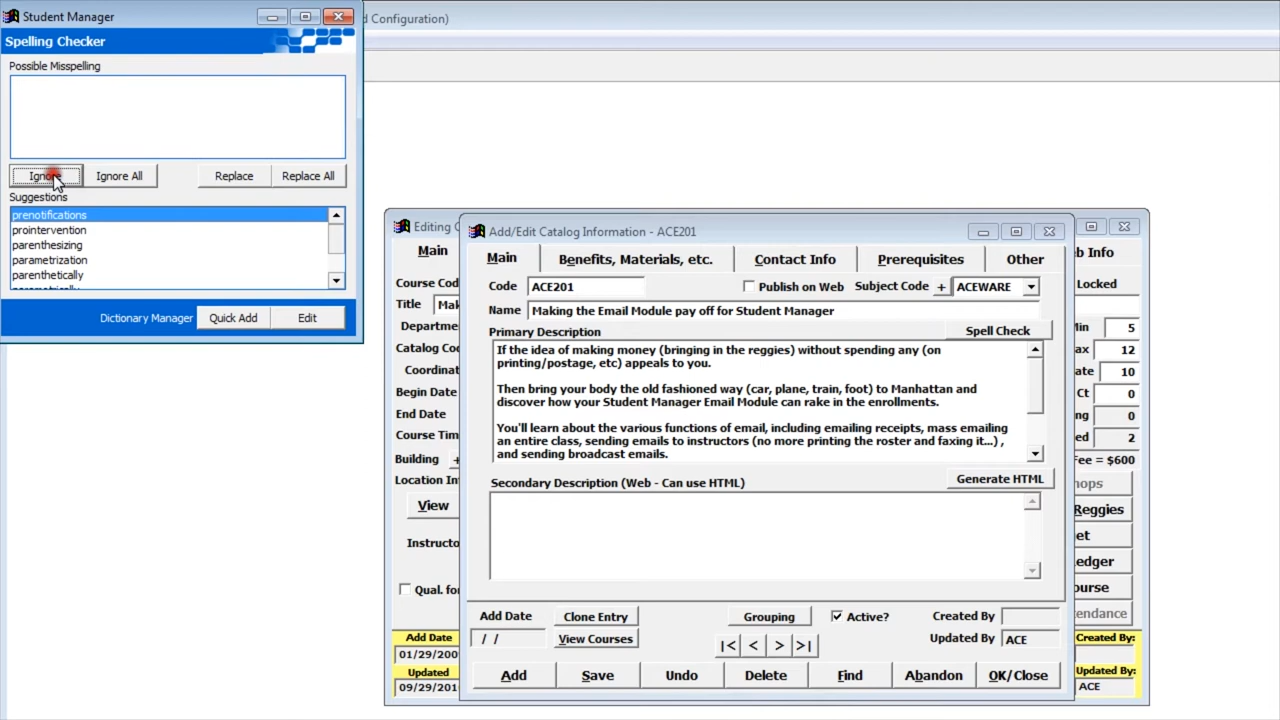 Student Manager
d Configuration)
Spelling Checker
Possible Misspelling
Ignore
Ignore All
Replace
Replace All
Suggestions
prenotifications
prointervention
parenthesizing
parametrization
parenthetically
Dictionary Manager
Quick Add
Edit
Editing C
Add/Edit Catalog Information - ACE201
Main
Main
Benefits, Materials, etc.
Contact Info
Prerequisites
Other
b Info
Course Cod
Code
ACE201
Publish on Web
Subject Code
+
ACEWARE
Locked
Title
Mak
Name
Making the Email Module pay off for Student Manager
Departme
Primary Description
Spell Check
Min
5
Catalog Coo
If the idea of making money (bringing in the reggies) without spending any (on
printing/postage, etc) appeals to you.
ax
12
Coordinat
ate
10
Begin Date
Then bring your body the old fashioned way (car, plane, train, foot) to Manhattan and
discover how your Student Manager Email Module can rake in the enrollments.
Ct
0
End Date
ng
0
Course Tim
You'll learn about the various functions of email, including emailing receipts, mass emailing
an entire class, sending emails to instructors (no more printing the roster and faxing it...) ,
and sending broadcast emails.
ed
2
Building
+
Fee = $600
Location In
Secondary Description (Web - Can use HTML)
Generate HTML
hops
View
Reggies
et
Instructo
edger
Qual. fo
ourse
endance
Add Date
Clone Entry
Grouping
Active?
Created By
/ /
View Courses
|<
<
>
>|
Updated By
ACE
Add Date
01/29/200
Created By:
Updated
09/29/201
Updated By:
ACE
Add
Save
Undo
Delete
Find
Abandon
OK/Close